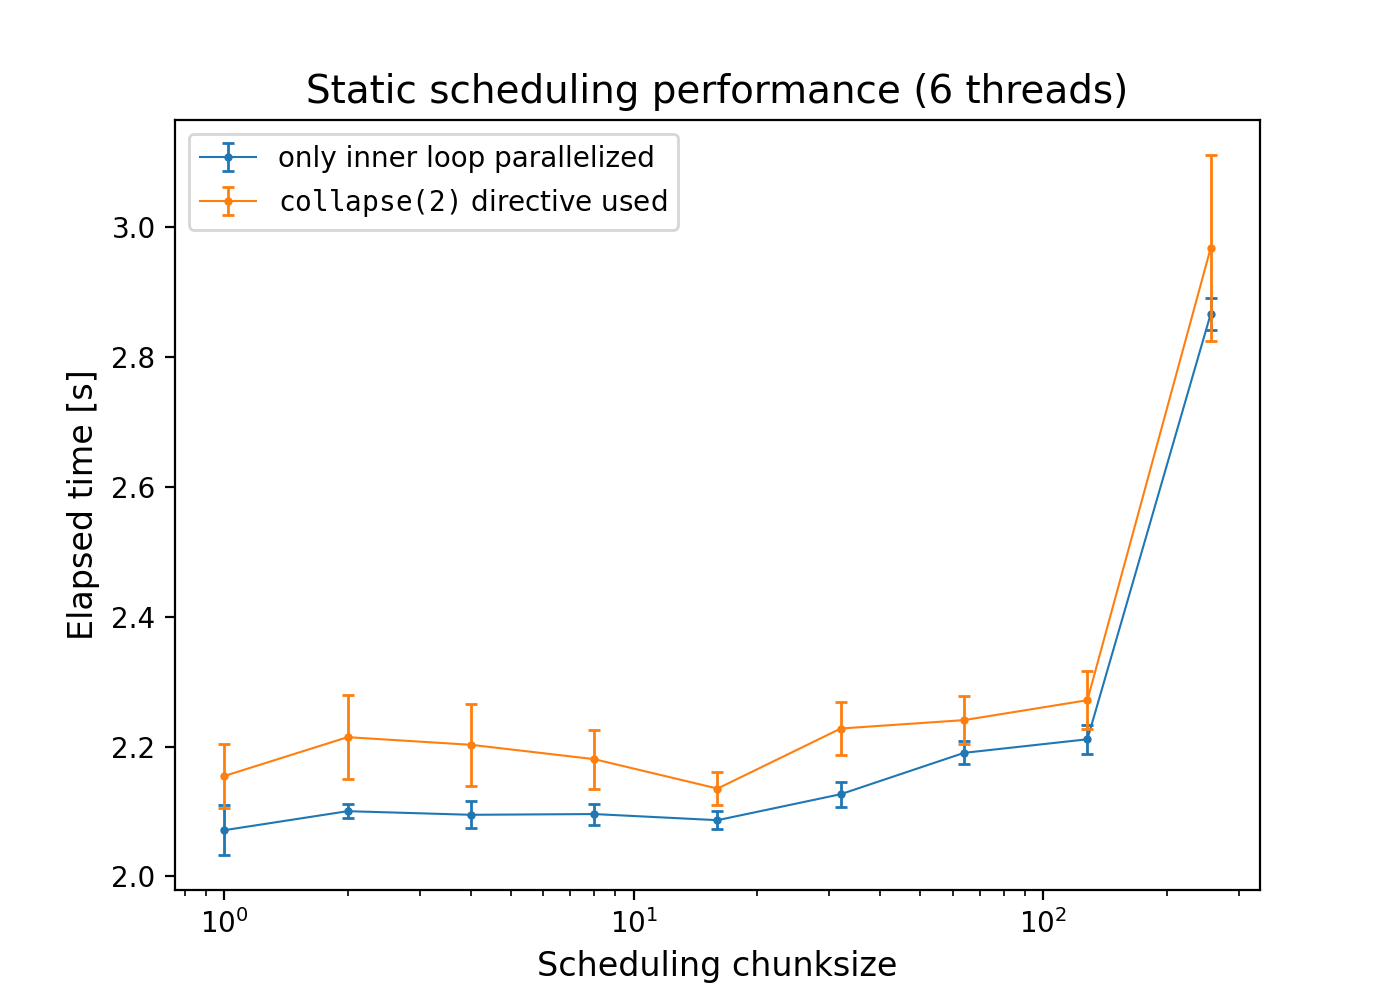 Static scheduling performance (6 threads)
only inner loop parallelized
collapse(2) directive used
Elapsed time [s]
3.0
2.8
2.6
2.4
2.2
2.0
10⁰ 10¹ 10²
Scheduling chunksize